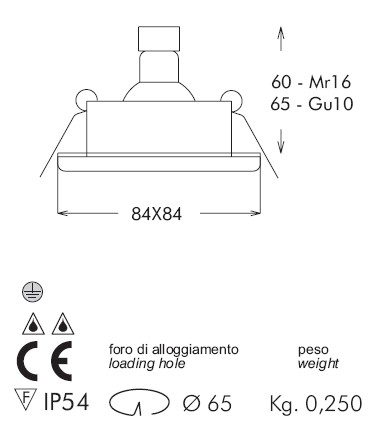 60 - Mr16
65 - Gu10
84X84
CE
foro di alloggiamento
loading hole
peso
weight
F IP54
Ø 65
Kg. 0,250